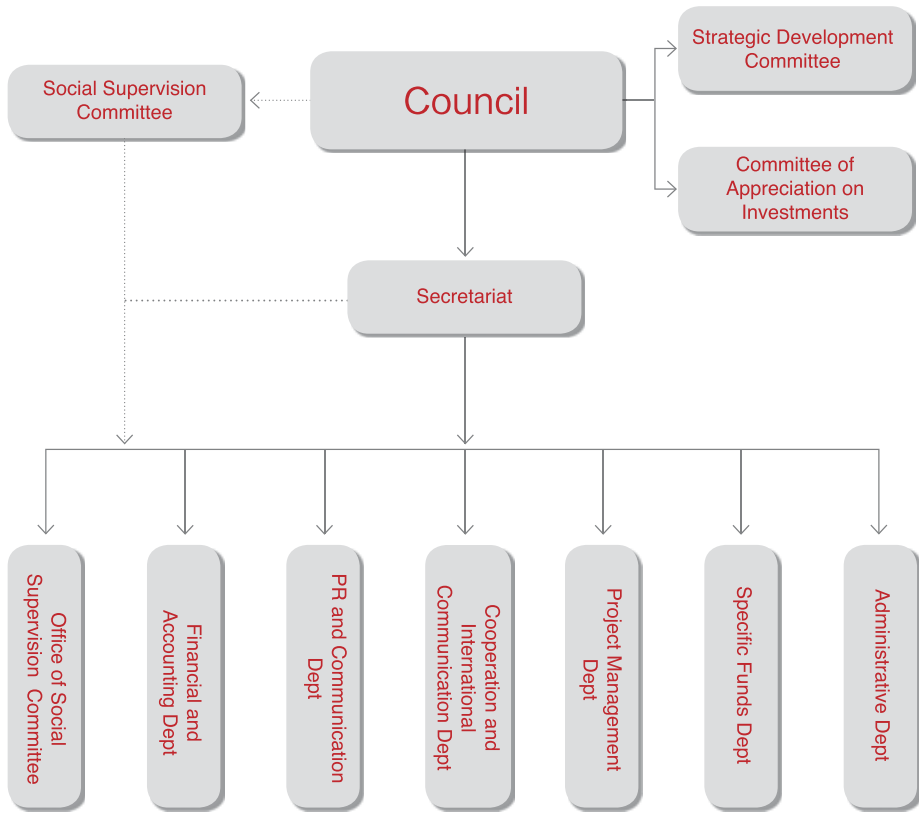 Strategic Development
Committee
Social Supervision
Committee
Council
Committee of
Appreciation on
Investments
Secretariat
Office of Social
Supervision Committee
Financial and
Accounting Dept
PR and Communication
Dept
Cooperation and
International
Communication Dept
Project Management
Dept
Specific Funds Dept
Administrative Dept